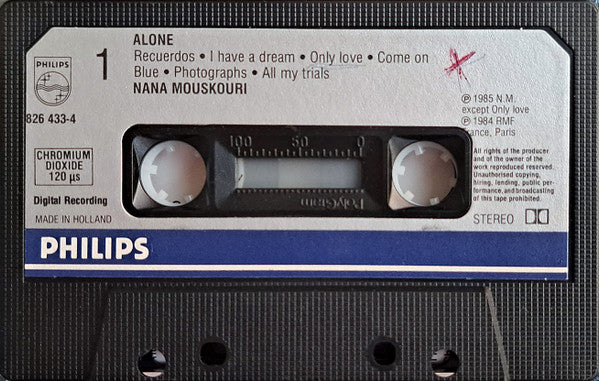 PHILIPS
1
ALONE
Recuerdos • I have a dream • Only love • Come on
Blue • Photographs • All my trials
NANA MOUSKOURI
826 433-4
℗ 1985 N.M.
except Only love
℗ 1984 RMF
France, Paris
CHROMIUM
DIOXIDE
120 µs
100 50 0
PolyGram
All rights of the producer
and of the owner of the
work reproduced reserved.
Unauthorised copying,
hiring, lending, public per-
formance, and broadcasting
of this tape prohibited.
Digital Recording
MADE IN HOLLAND
STEREO
PHILIPS